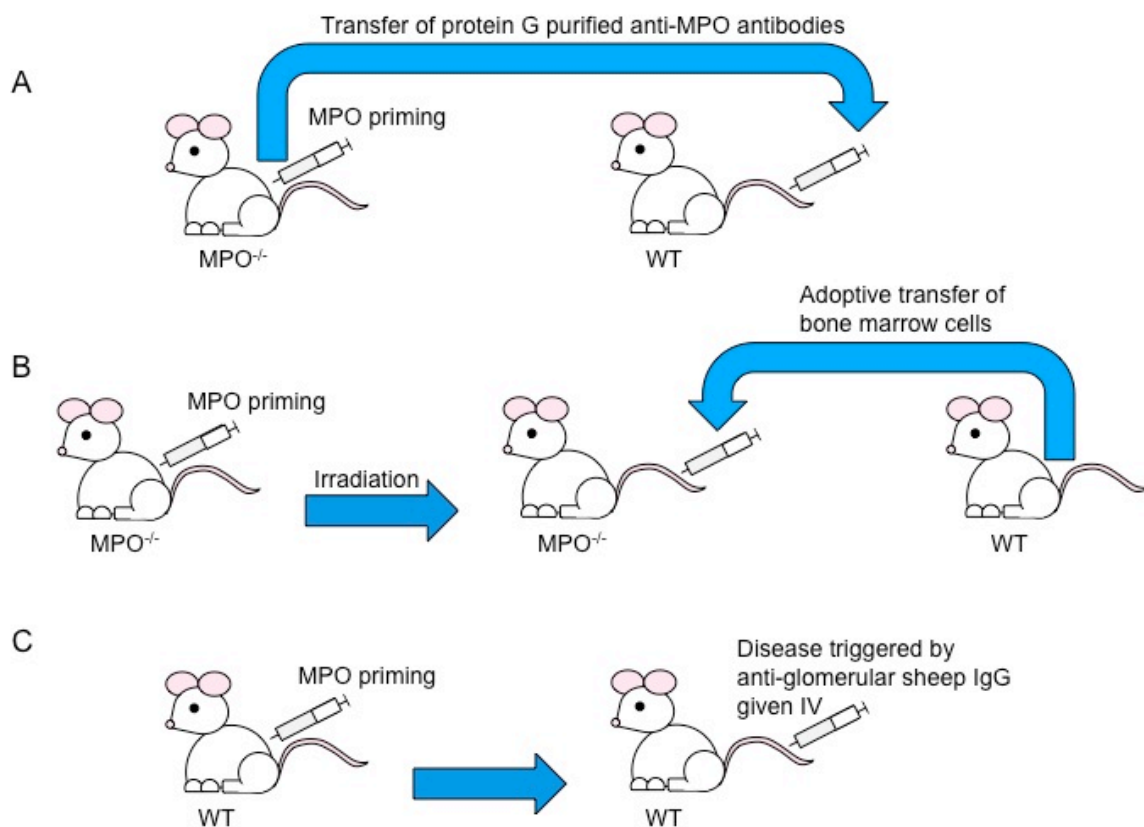 Transfer of protein G purified anti-MPO antibodies
A
MPO priming
MPO-/-
WT
Adoptive transfer of
bone marrow cells
B
MPO priming
Irradiation
MPO-/-
MPO-/-
WT
C
MPO priming
Disease triggered by
anti-glomerular sheep IgG
given IV
WT
WT